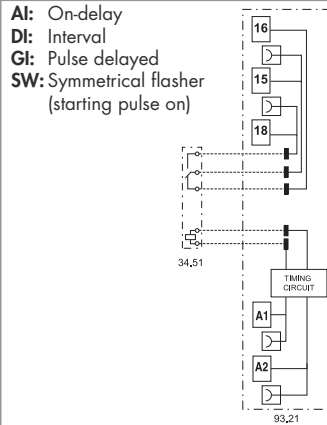 AI: On-delay
DI: Interval
GI: Pulse delayed
SW: Symmetrical flasher
(starting pulse on)
16
15
18
34.51
TIMING
CIRCUIT
A1
A2
93.21